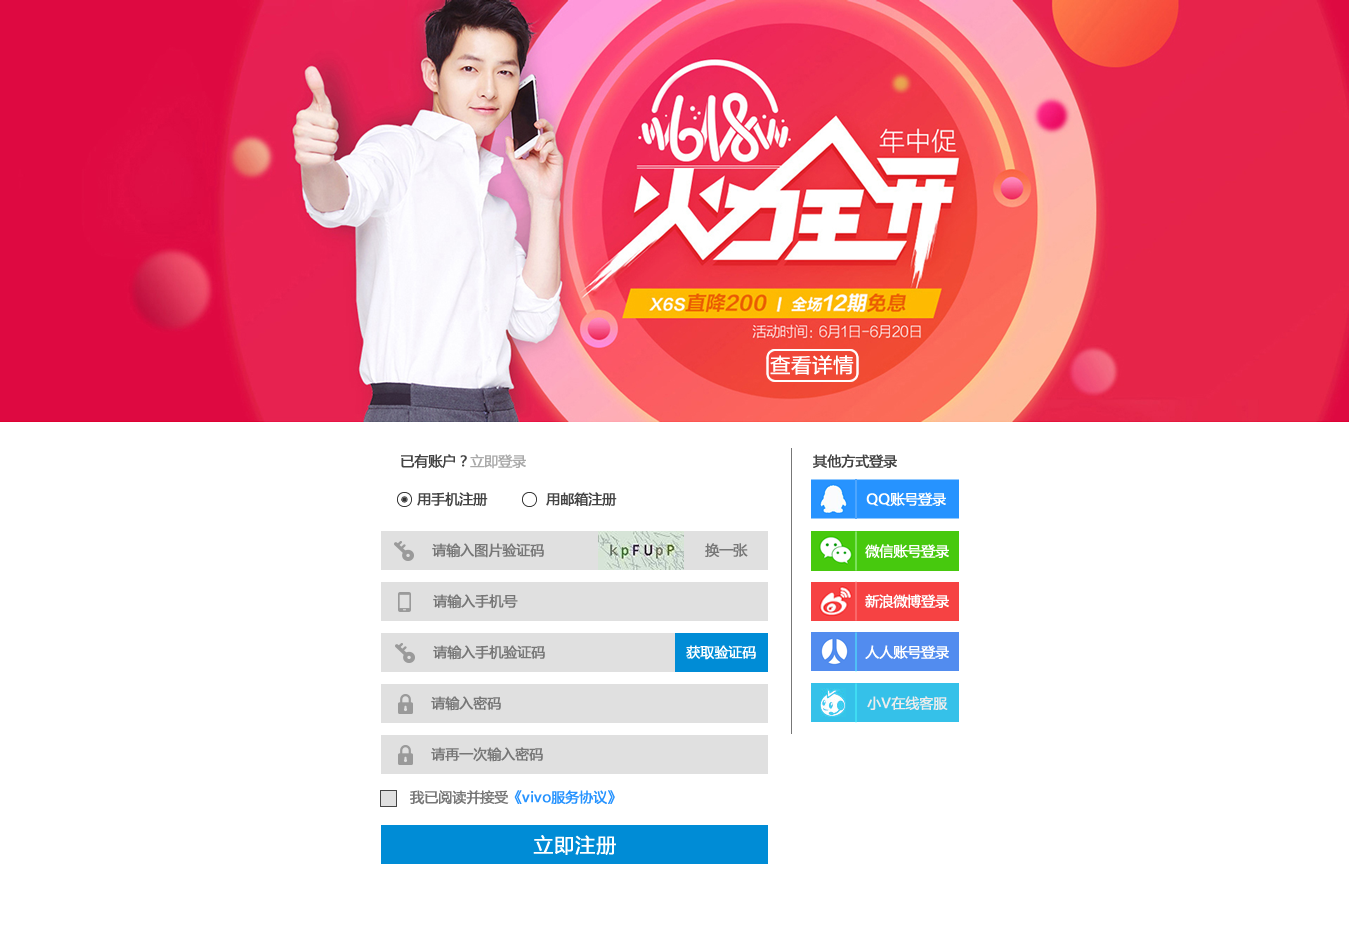 618
年中促
火力全开
X6S直降200 | 全场12期免息
活动时间：6月1日-6月20日
查看详情
已有账户？立即登录
用手机注册 用邮箱注册
请输入图片验证码 kpFUpP 换一张
请输入手机号
请输入手机验证码 获取验证码
请输入密码
请再一次输入密码
我已阅读并接受《vivo服务协议》
立即注册
其他方式登录
QQ账号登录
微信账号登录
新浪微博登录
人人账号登录
小V在线客服